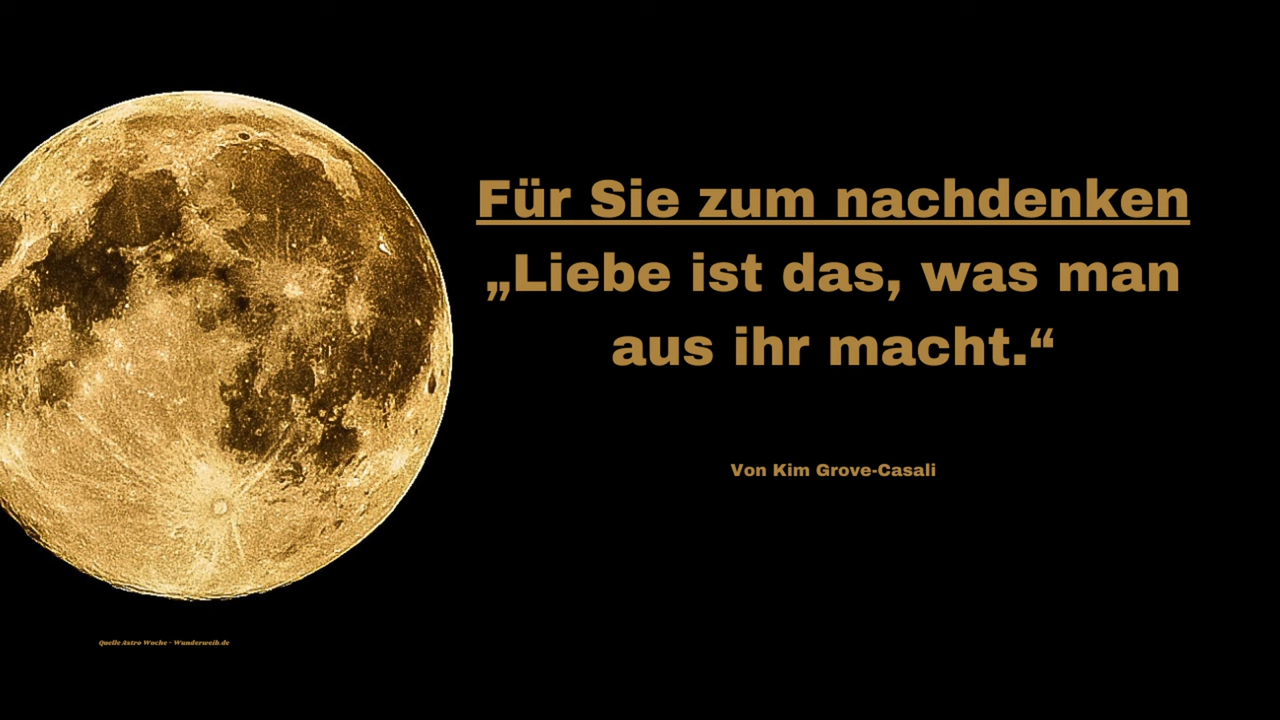 Für Sie zum nachdenken
„Liebe ist das, was man
aus ihr macht.“
Von Kim Grove-Casali
Quelle Astro Woche - Wunderweib.de